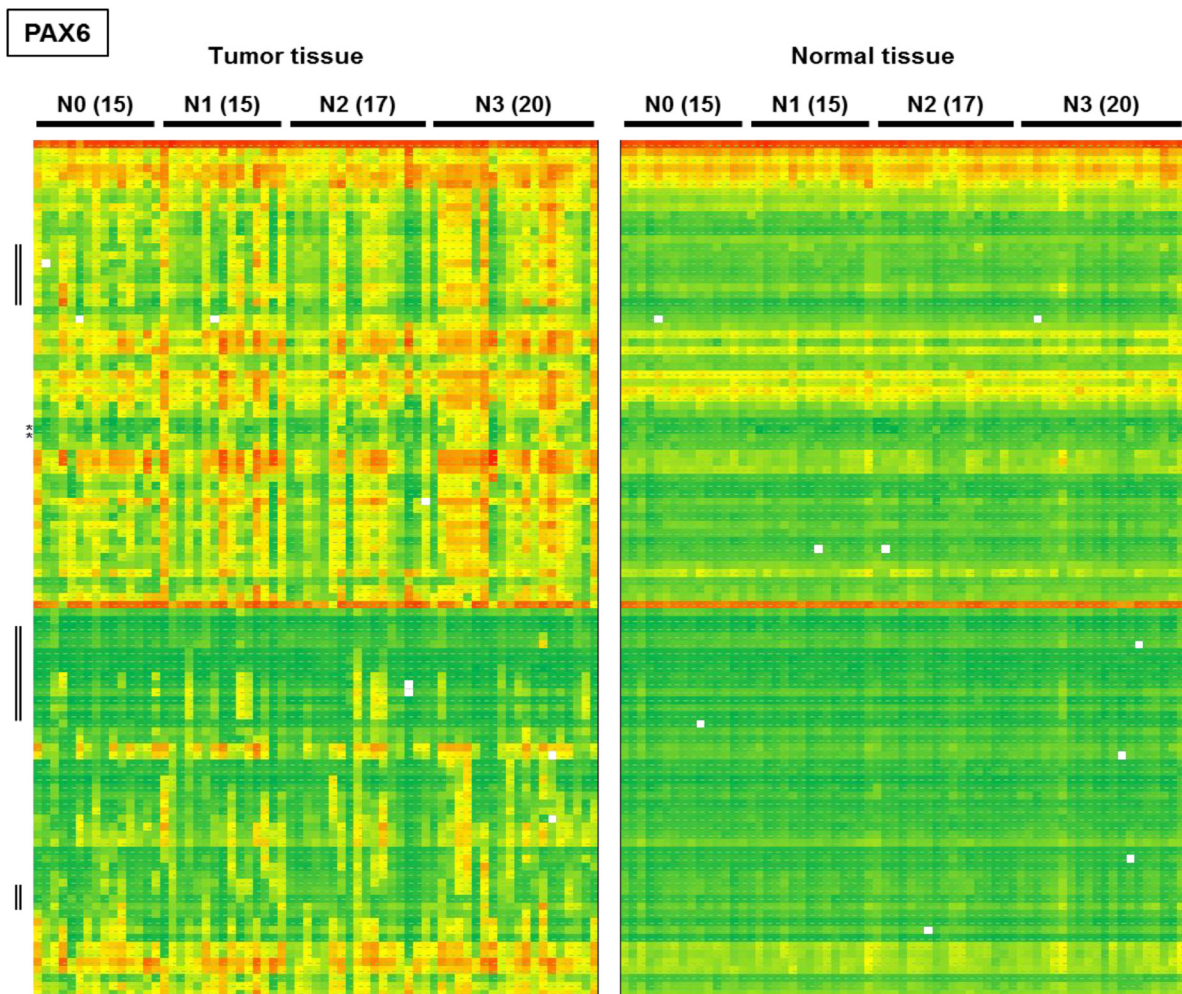 PAX6
Tumor tissue
Normal tissue
N0 (15) N1 (15) N2 (17) N3 (20)
N0 (15) N1 (15) N2 (17) N3 (20)
*
*